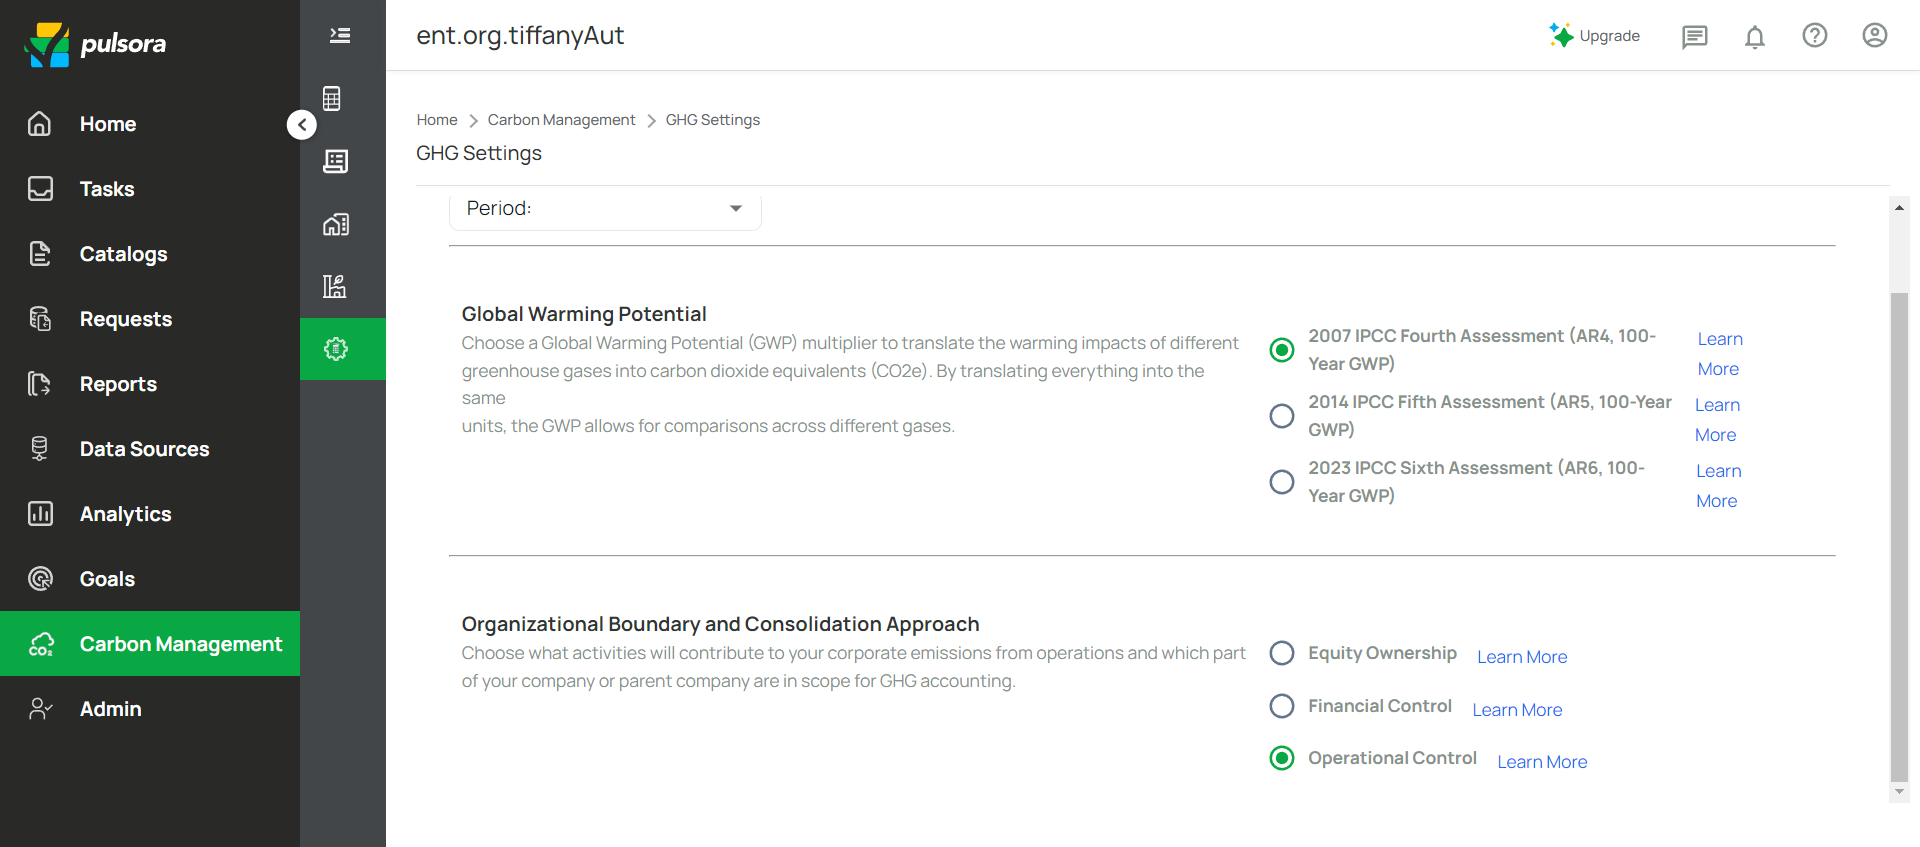 pulsora
Home
Tasks
Catalogs
Requests
Reports
Data Sources
Analytics
Goals
CO₂
Carbon Management
Admin
ent.org.tiffanyAut
Upgrade
Home > Carbon Management > GHG Settings
GHG Settings
Period:
Global Warming Potential
Choose a Global Warming Potential (GWP) multiplier to translate the warming impacts of different
greenhouse gases into carbon dioxide equivalents (CO2e). By translating everything into the
same
units, the GWP allows for comparisons across different gases.
2007 IPCC Fourth Assessment (AR4, 100-
Year GWP)
Learn
More
2014 IPCC Fifth Assessment (AR5, 100-Year
GWP)
Learn
More
2023 IPCC Sixth Assessment (AR6, 100-
Year GWP)
Learn
More
Organizational Boundary and Consolidation Approach
Choose what activities will contribute to your corporate emissions from operations and which part
of your company or parent company are in scope for GHG accounting.
Equity Ownership Learn More
Financial Control Learn More
Operational Control Learn More